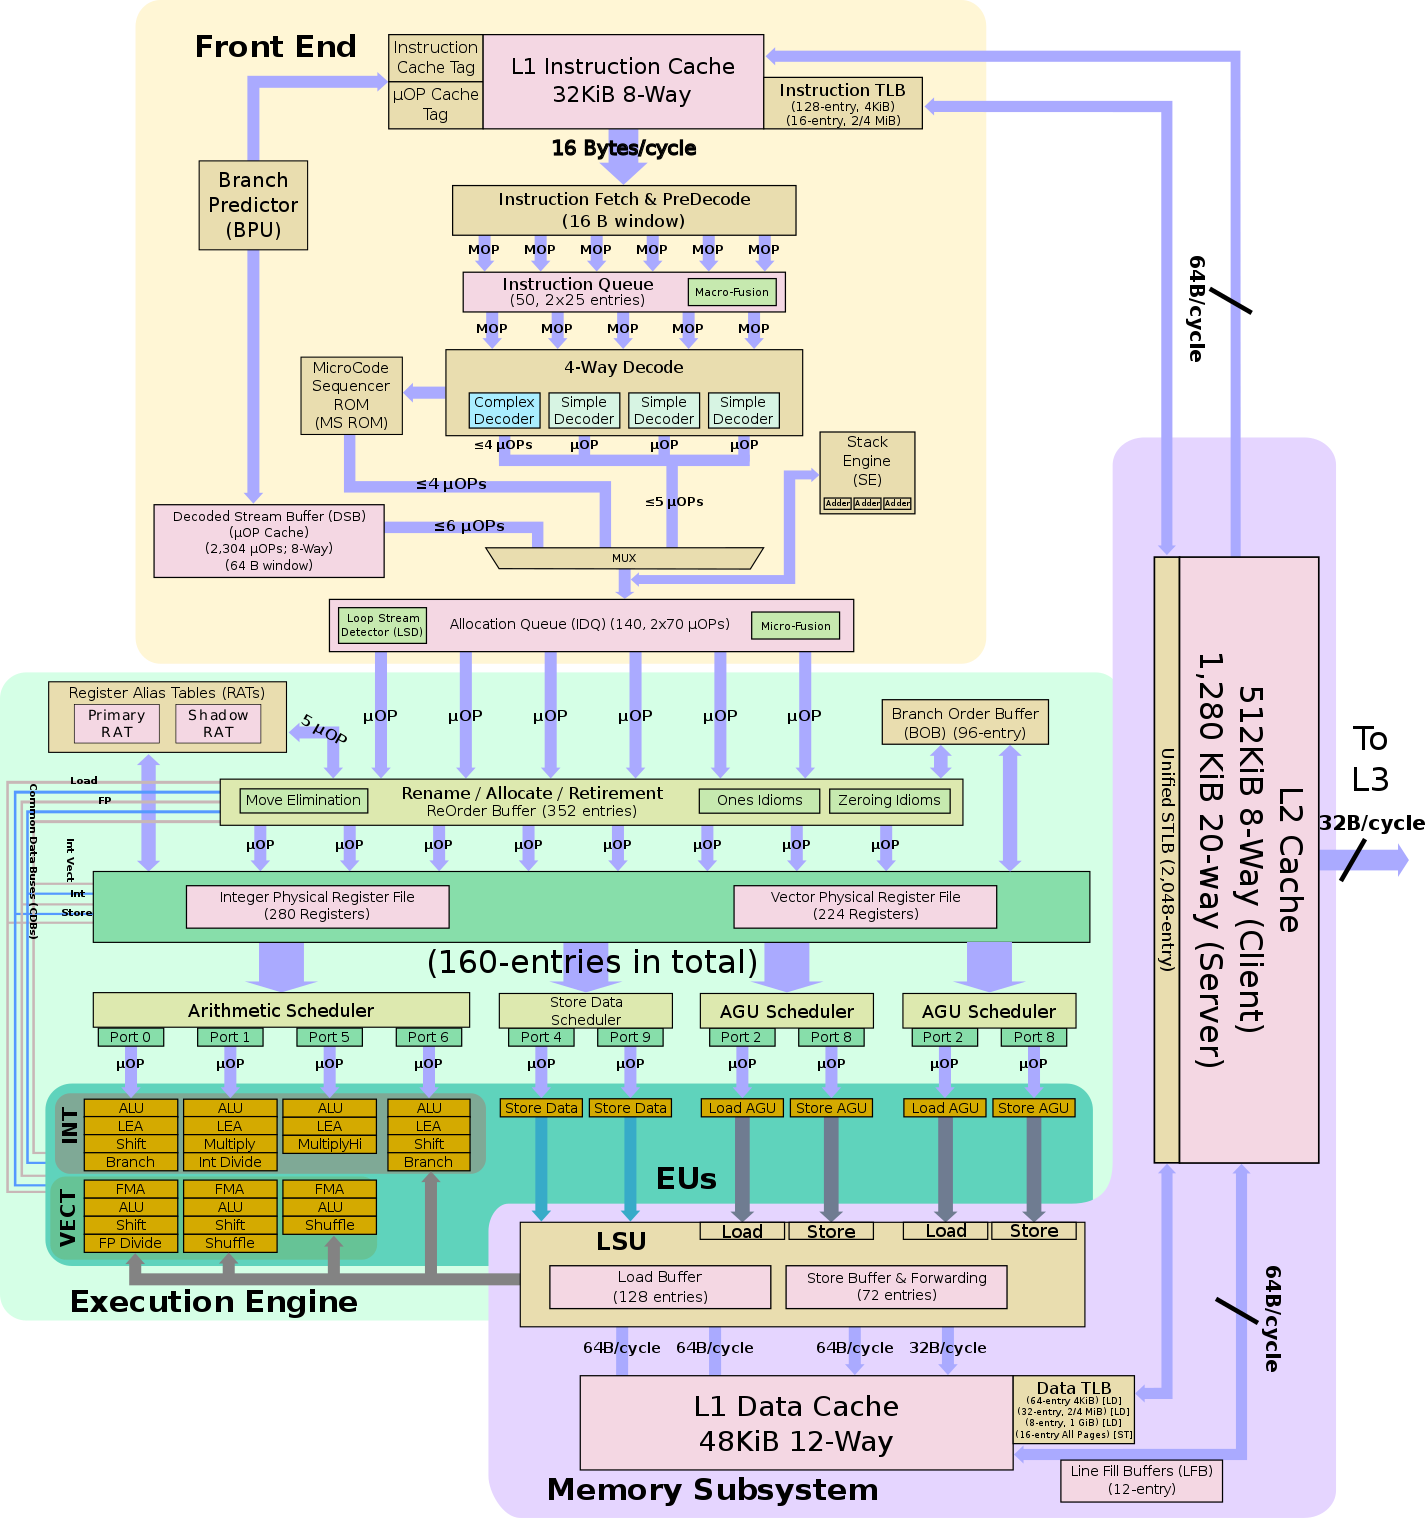 Front End
Instruction
Cache Tag
µOP Cache
Tag
L1 Instruction Cache
32KiB 8-Way
Instruction TLB
(128-entry, 4KiB)
(16-entry, 2/4 MiB)
16 Bytes/cycle
Branch
Predictor
(BPU)
Instruction Fetch & PreDecode
(16 B window)
MOP MOP MOP MOP MOP MOP
Instruction Queue
(50, 2x25 entries)
Macro-Fusion
MOP MOP MOP MOP MOP
64B/cycle
4-Way Decode
MicroCode
Sequencer
ROM
(MS ROM)
Complex
Decoder
Simple
Decoder
Simple
Decoder
Simple
Decoder
≤4 µOPs µOP µOP µOP
Stack
Engine
(SE)
Adder Adder Adder
≤4 µOPs
≤5 µOPs
≤6 µOPs
Decoded Stream Buffer (DSB)
(µOP Cache)
(2,304 µOPs; 8-Way)
(64 B window)
MUX
Loop Stream
Detector (LSD)
Allocation Queue (IDQ) (140, 2x70 µOPs)
Micro-Fusion
Register Alias Tables (RATs)
Primary
RAT
Shadow
RAT
5 µOP
µOP µOP µOP µOP µOP µOP
Branch Order Buffer
(BOB) (96-entry)
Load
FP
Common Data Buses (CDBs)
Int Vect
Int
Store
Move Elimination
Rename / Allocate / Retirement
ReOrder Buffer (352 entries)
Ones Idioms
Zeroing Idioms
µOP µOP µOP µOP µOP µOP µOP µOP
Integer Physical Register File
(280 Registers)
Vector Physical Register File
(224 Registers)
(160-entries in total)
Arithmetic Scheduler
Port 0 Port 1 Port 5 Port 6
Store Data
Scheduler
Port 4 Port 9
AGU Scheduler
Port 2 Port 8
AGU Scheduler
Port 2 Port 8
µOP µOP µOP µOP µOP µOP µOP µOP µOP µOP
INT
ALU
LEA
Shift
Branch
ALU
LEA
Multiply
Int Divide
ALU
LEA
MultiplyHi
ALU
LEA
Shift
Branch
Store Data Store Data Load AGU Store AGU Load AGU Store AGU
EUs
VECT
FMA
ALU
Shift
FP Divide
FMA
ALU
Shift
Shuffle
FMA
ALU
Shuffle
Execution Engine
LSU
Load Store Load Store
Load Buffer
(128 entries)
Store Buffer & Forwarding
(72 entries)
64B/cycle 64B/cycle 64B/cycle 32B/cycle
L1 Data Cache
48KiB 12-Way
Data TLB
(64-entry 4KiB) [LD]
(32-entry, 2/4 MiB) [LD]
(8-entry, 1 GiB) [LD]
(16-entry All Pages) [ST]
Line Fill Buffers (LFB)
(12-entry)
Memory Subsystem
64B/cycle
Unified STLB (2,048-entry)
L2 Cache
512KiB 8-Way (Client)
1,280 KiB 20-way (Server)
To
L3
32B/cycle